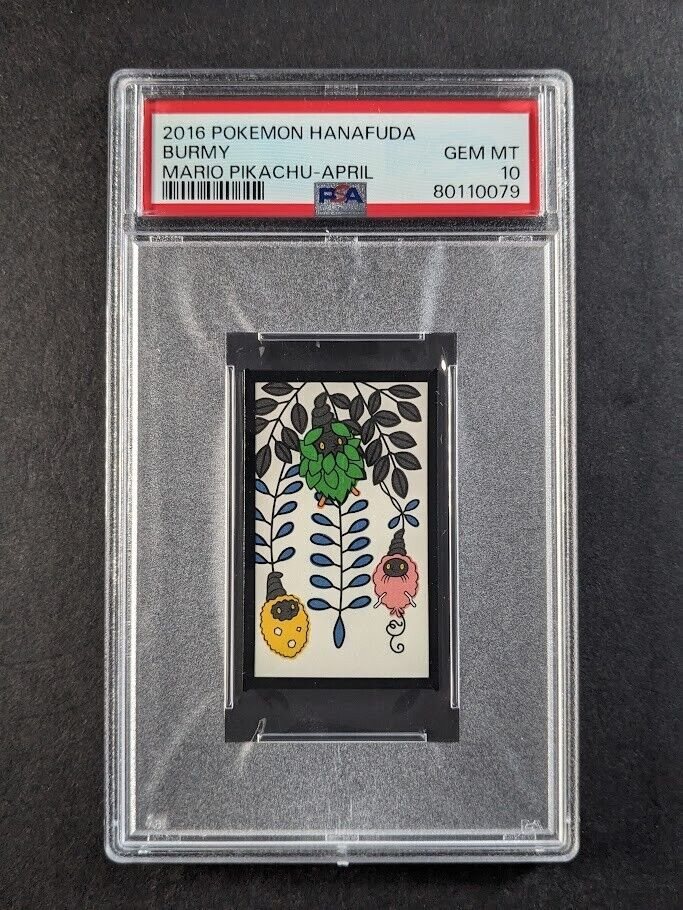 2016 POKEMON HANAFUDA
BURMY GEM MT
MARIO PIKACHU-APRIL 10
PSA 80110079